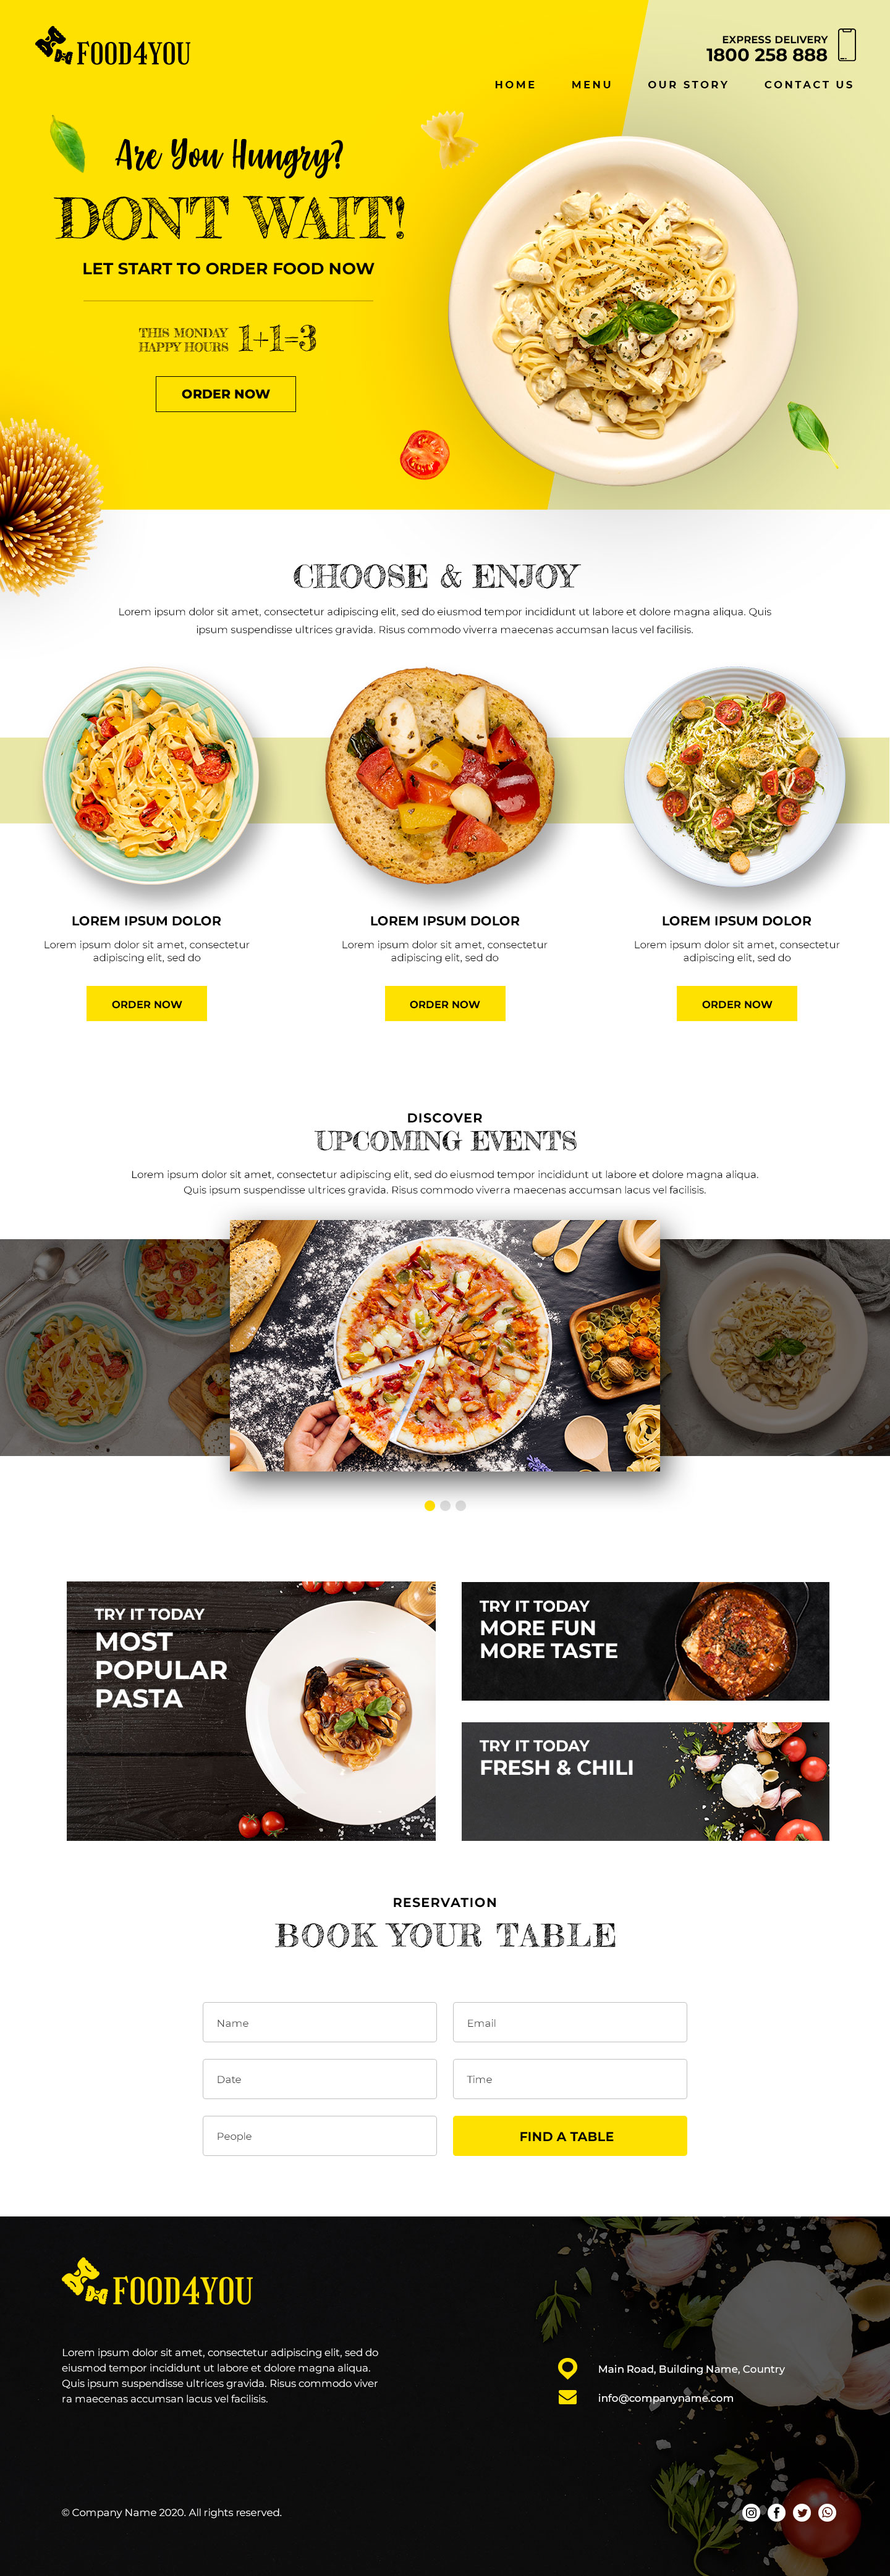 FOOD4YOU
EXPRESS DELIVERY
1800 258 888
HOME MENU OUR STORY CONTACT US
Are You Hungry?
DONT WAIT!
LET START TO ORDER FOOD NOW
THIS MONDAY
HAPPY HOURS
1+1=3
ORDER NOW
CHOOSE & ENJOY
Lorem ipsum dolor sit amet, consectetur adipiscing elit, sed do eiusmod tempor incididunt ut labore et dolore magna aliqua. Quis
ipsum suspendisse ultrices gravida. Risus commodo viverra maecenas accumsan lacus vel facilisis.
LOREM IPSUM DOLOR
Lorem ipsum dolor sit amet, consectetur
adipiscing elit, sed do
ORDER NOW
LOREM IPSUM DOLOR
Lorem ipsum dolor sit amet, consectetur
adipiscing elit, sed do
ORDER NOW
LOREM IPSUM DOLOR
Lorem ipsum dolor sit amet, consectetur
adipiscing elit, sed do
ORDER NOW
DISCOVER
UPCOMING EVENTS
Lorem ipsum dolor sit amet, consectetur adipiscing elit, sed do eiusmod tempor incididunt ut labore et dolore magna aliqua.
Quis ipsum suspendisse ultrices gravida. Risus commodo viverra maecenas accumsan lacus vel facilisis.
TRY IT TODAY
MOST
POPULAR
PASTA
TRY IT TODAY
MORE FUN
MORE TASTE
TRY IT TODAY
FRESH & CHILI
RESERVATION
BOOK YOUR TABLE
Name
Email
Date
Time
People
FIND A TABLE
FOOD4YOU
Lorem ipsum dolor sit amet, consectetur adipiscing elit, sed do
eiusmod tempor incididunt ut labore et dolore magna aliqua.
Quis ipsum suspendisse ultrices gravida. Risus commodo viver
ra maecenas accumsan lacus vel facilisis.
Main Road, Building Name, Country
info@companyname.com
© Company Name 2020. All rights reserved.